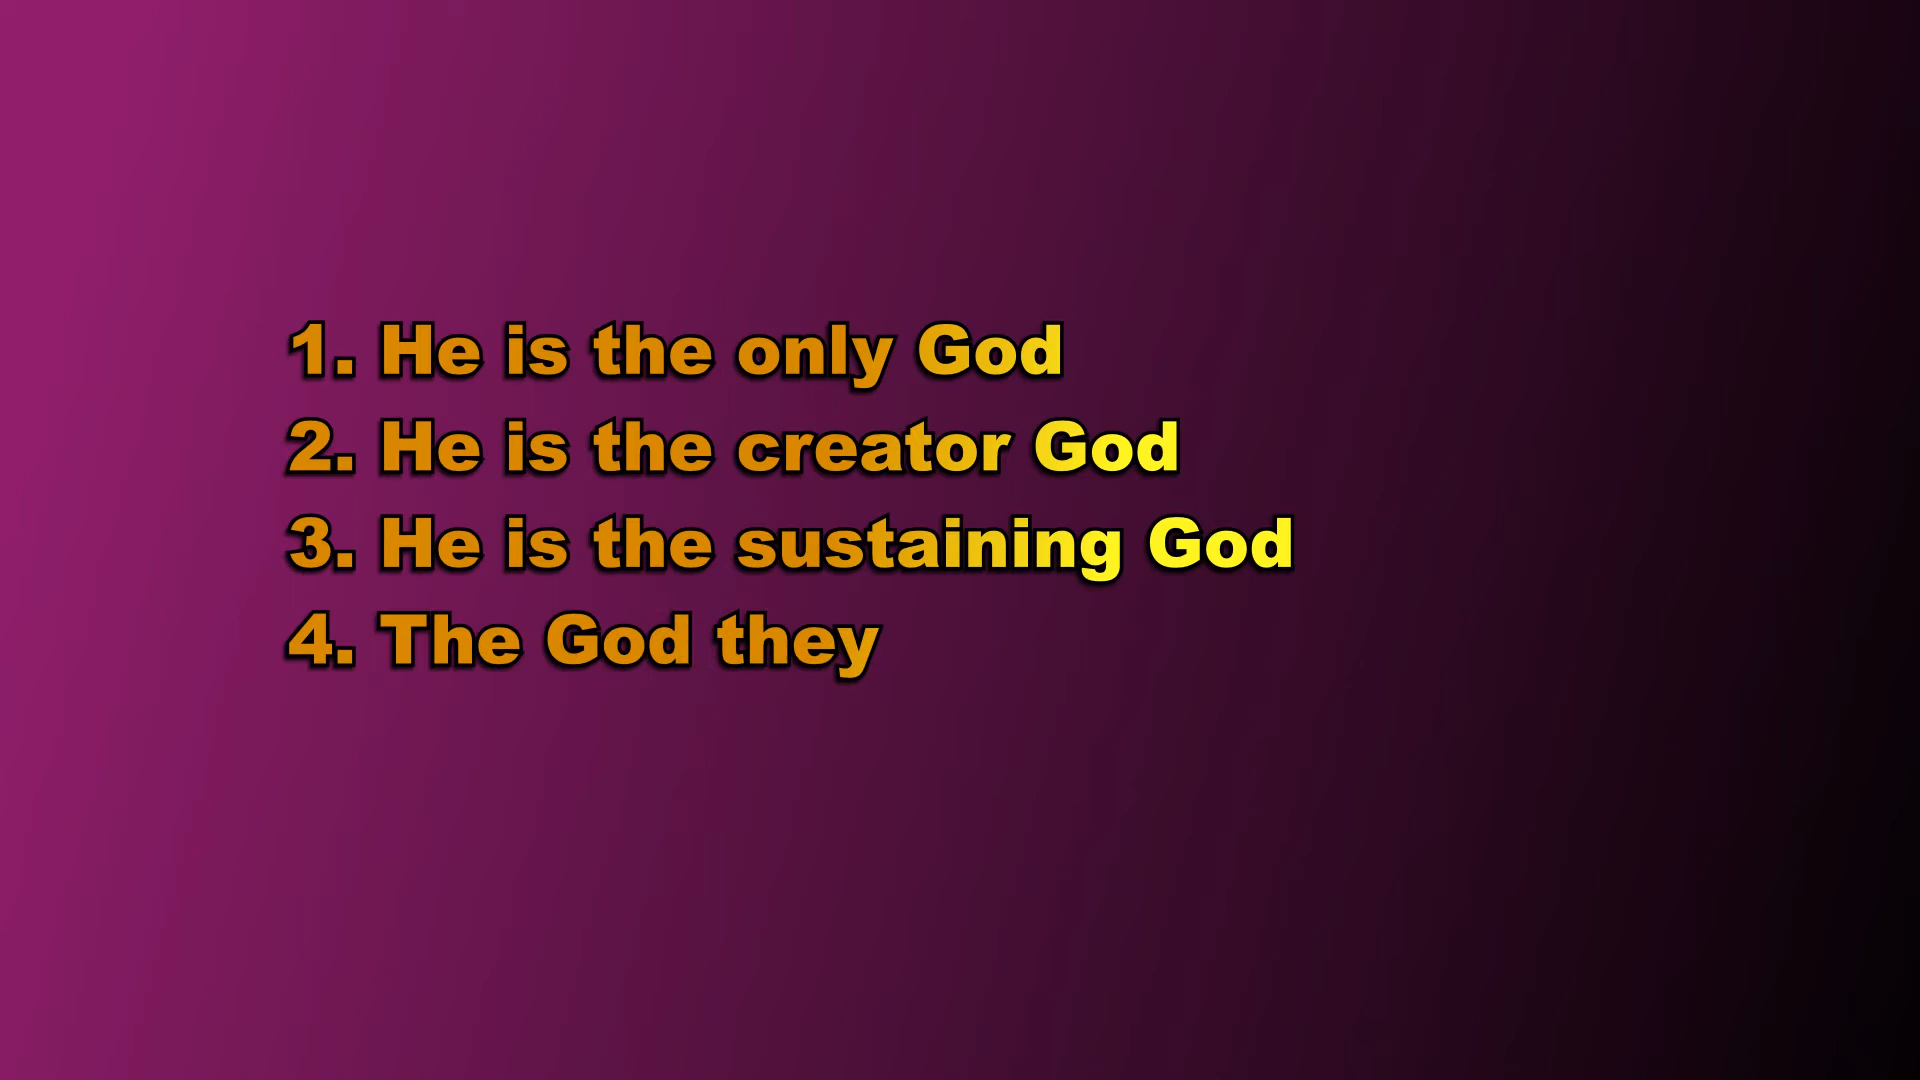 1. He is the only God
2. He is the creator God
3. He is the sustaining God
4. The God they